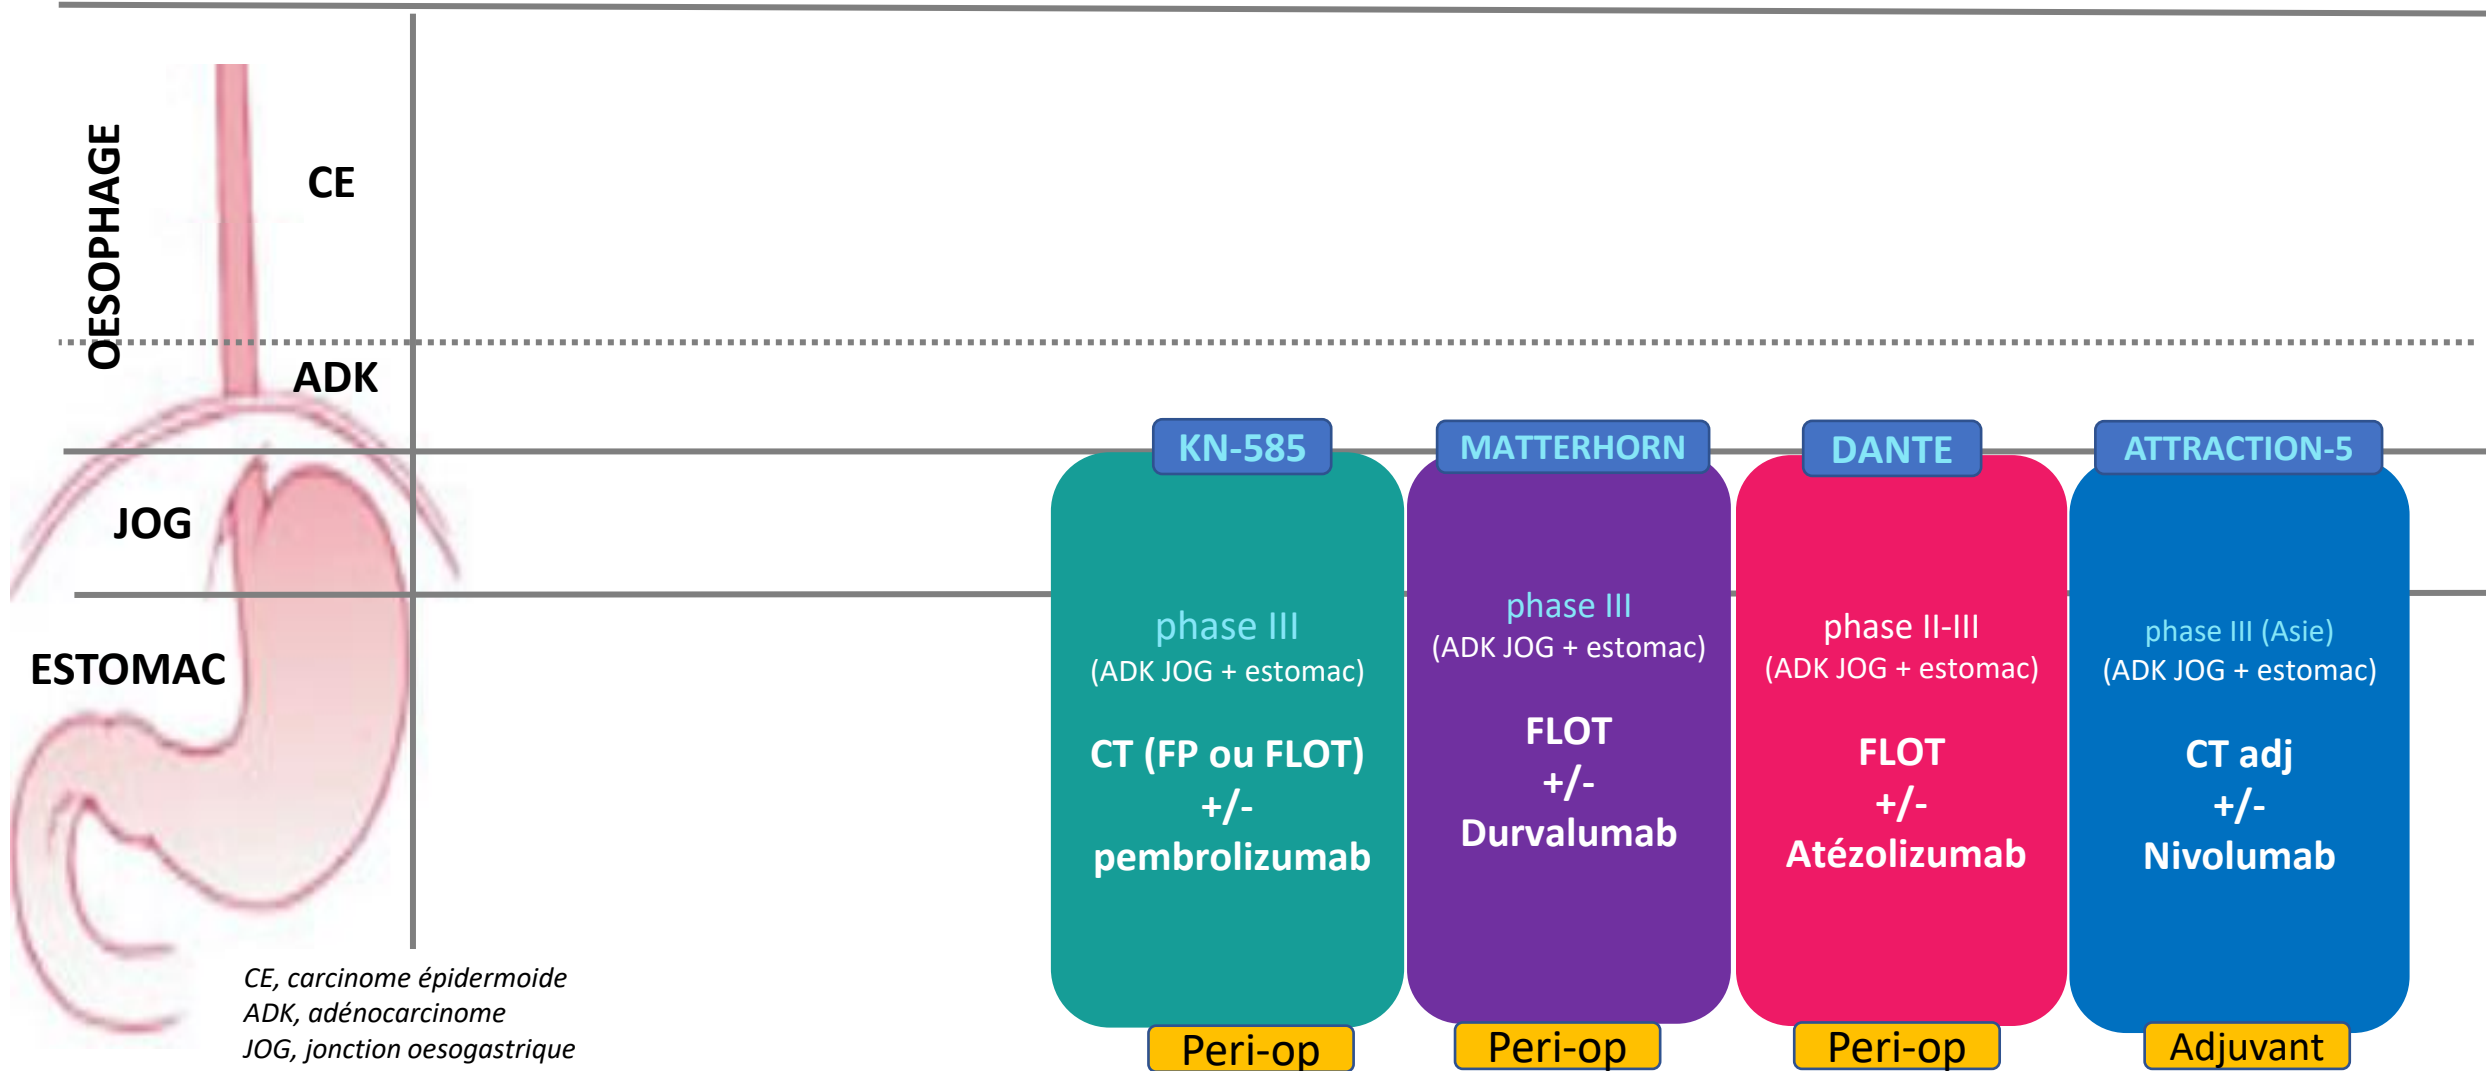 OESOPHAGE
CE
ADK
JOG
ESTOMAC
CE, carcinome épidermoide
ADK, adénocarcinome
JOG, jonction oesogastrique
KN-585
phase III
(ADK JOG + estomac)
CT (FP ou FLOT)
+/-
pembrolizumab
Peri-op
MATTERHORN
phase III
(ADK JOG + estomac)
FLOT
+/-
Durvalumab
Peri-op
DANTE
phase II-III
(ADK JOG + estomac)
FLOT
+/-
Atézolizumab
Peri-op
ATTRACTION-5
phase III (Asie)
(ADK JOG + estomac)
CT adj
+/-
Nivolumab
Adjuvant